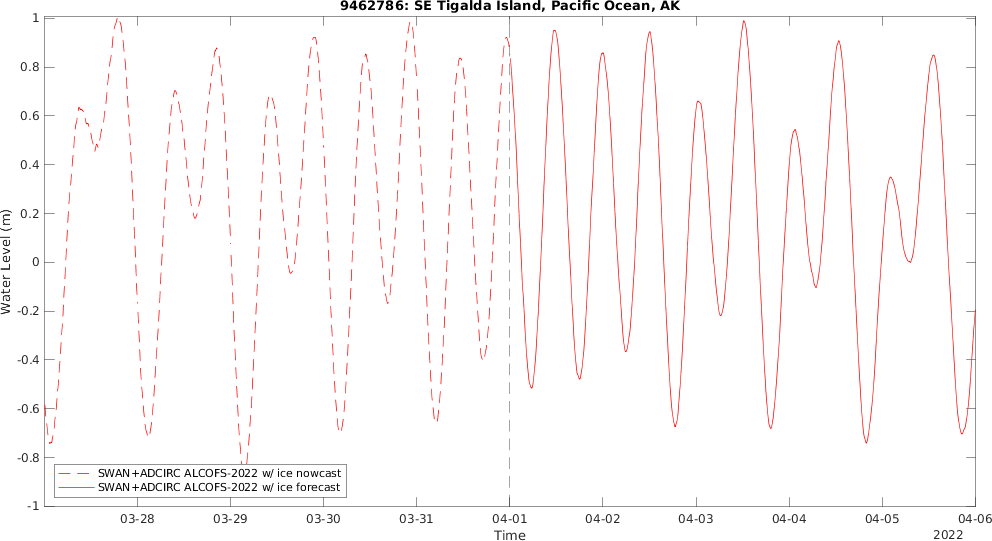 9462786: SE Tigalda Island, Pacific Ocean, AK
1
0.8
0.6
0.4
0.2
0
-0.2
-0.4
-0.6
-0.8
-1
Water Level (m)
SWAN+ADCIRC ALCOFS-2022 w/ ice nowcast
SWAN+ADCIRC ALCOFS-2022 w/ ice forecast
03-28 03-29 03-30 03-31 04-01 04-02 04-03 04-04 04-05 04-06
Time
2022